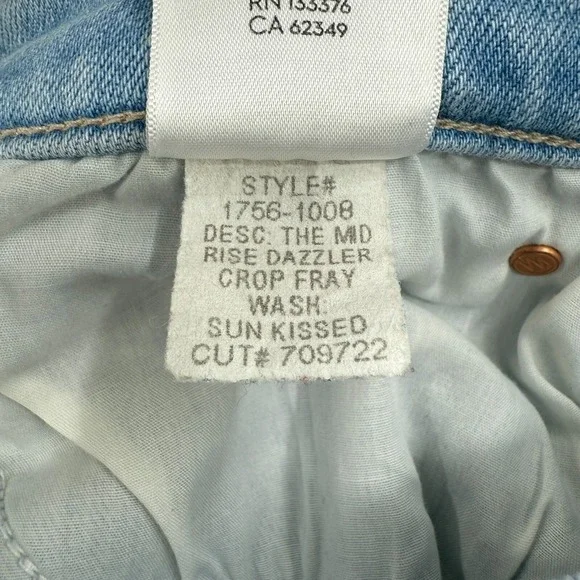 RN 133376
CA 62349
STYLE#
1756-1008
DESC: THE MID
RISE DAZZLER
CROP FRAY
WASH:
SUN KISSED
CUT# 709722